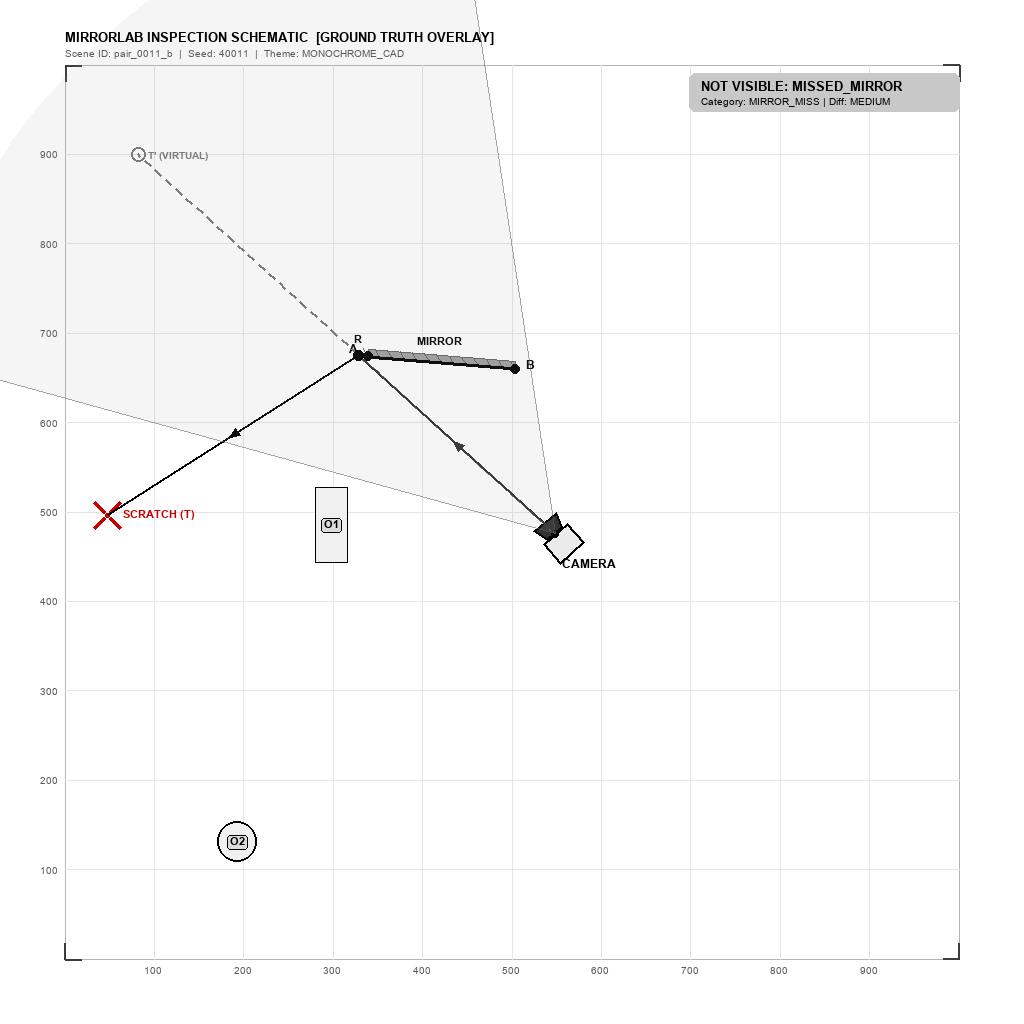 MIRRORLAB INSPECTION SCHEMATIC [GROUND TRUTH OVERLAY]
Scene ID: pair_0011_b | Seed: 40011 | Theme: MONOCHROME_CAD
NOT VISIBLE: MISSED_MIRROR
Category: MIRROR_MISS | Diff: MEDIUM
900
T' (VIRTUAL)
800
700
R
A
MIRROR
B
600
500
SCRATCH (T)
O1
CAMERA
400
300
200
O2
100
100 200 300 400 500 600 700 800 900